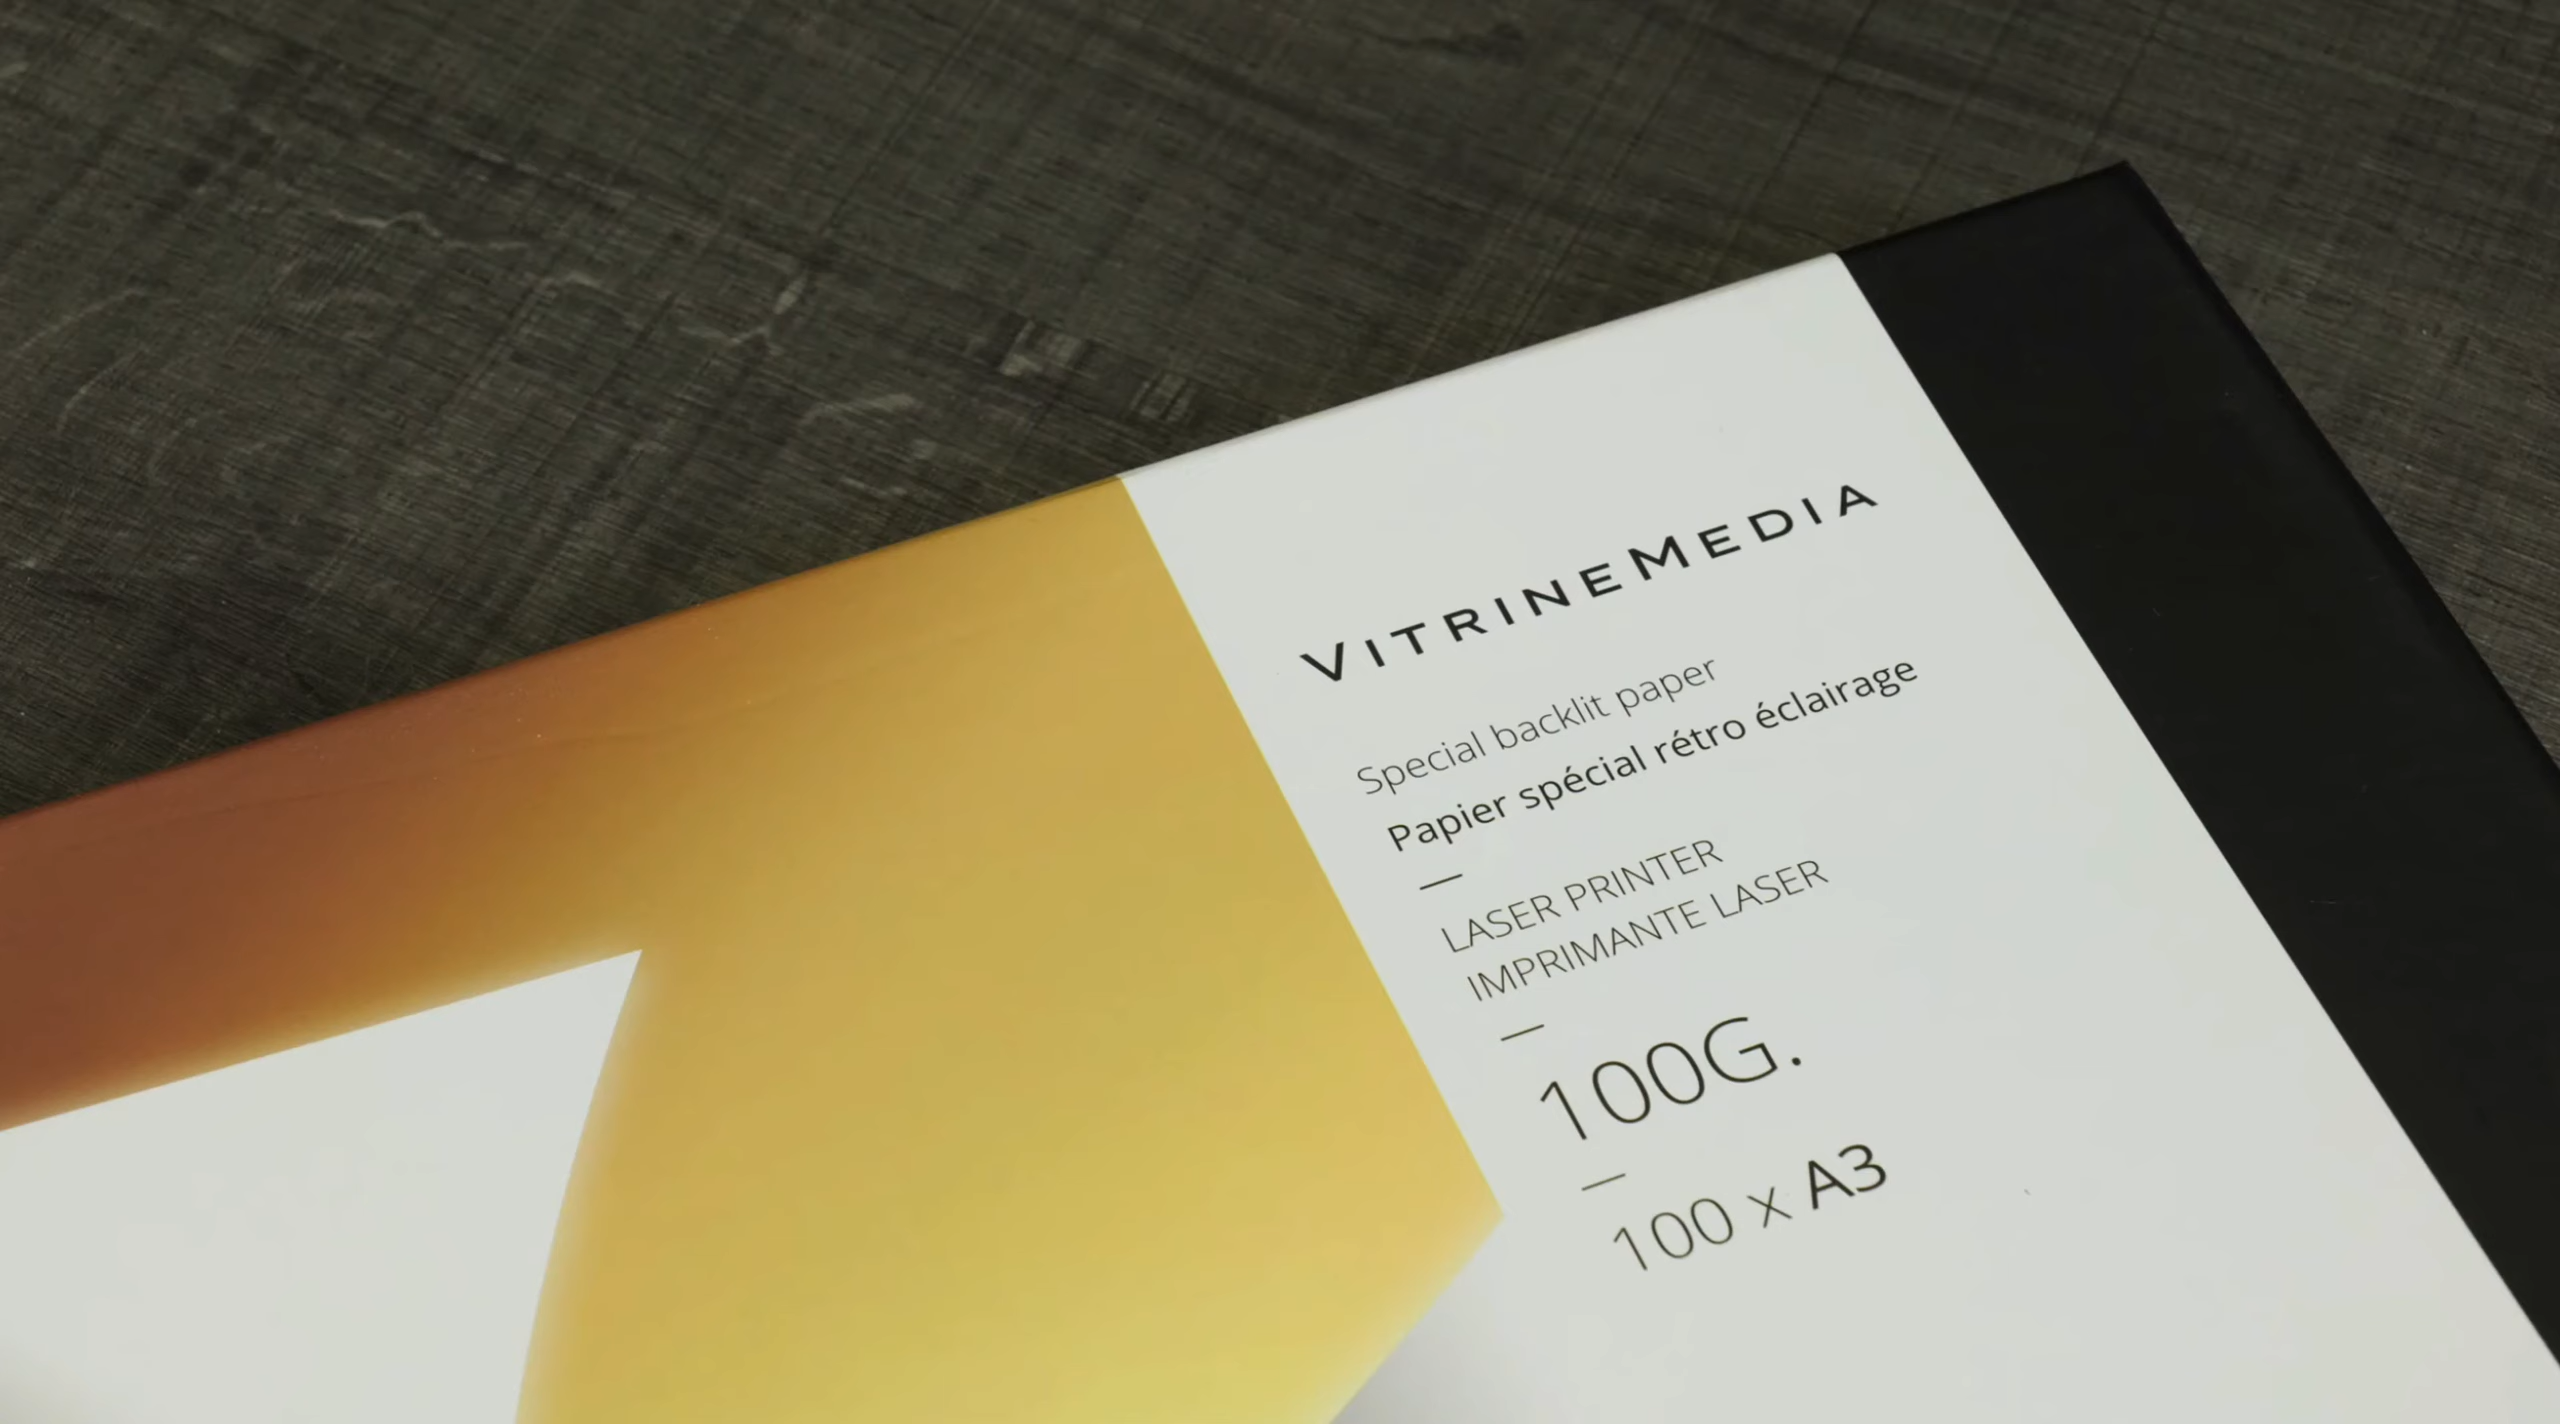 VITRINEMEDIA
Special backlit paper
Papier spécial rétro éclairage
—
LASER PRINTER
IMPRIMANTE LASER
—
100G.
—
100 x A3